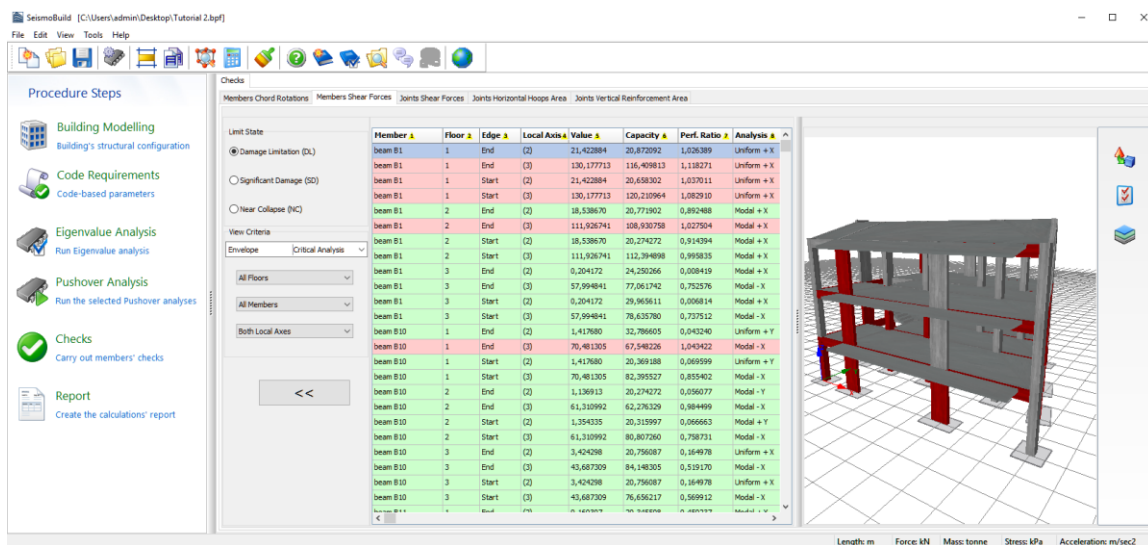 SeismoBuild [C:\Users\admin\Desktop\Tutorial 2.bpf]
File Edit View Tools Help
Procedure Steps
Building Modelling
Building's structural configuration
Code Requirements
Code-based parameters
Eigenvalue Analysis
Run Eigenvalue analysis
Pushover Analysis
Run the selected Pushover analyses
Checks
Carry out members' checks
Report
Create the calculations' report
Checks
Members Chord Rotations Members Shear Forces Joints Shear Forces Joints Horizontal Hoops Area Joints Vertical Reinforcement Area
Limit State
Damage Limitation (DL)
Significant Damage (SD)
Near Collapse (NC)
View Criteria
Envelope Critical Analysis
All Floors
All Members
Both Local Axes
<<
Member 1 Floor 2 Edge 3 Local Axis 4 Value 5 Capacity 6 Perf. Ratio 7 Analysis 8
beam B1 1 End (2) 21,422884 20,872092 1,026389 Uniform + X
beam B1 1 End (3) 130,177713 116,409813 1,118271 Uniform + X
beam B1 1 Start (2) 21,422884 20,658302 1,037011 Uniform + X
beam B1 1 Start (3) 130,177713 120,210964 1,082910 Uniform + X
beam B1 2 End (2) 18,538670 20,771902 0,892488 Modal + X
beam B1 2 End (3) 111,926741 108,930758 1,027504 Modal + X
beam B1 2 Start (2) 18,538670 20,274272 0,914394 Modal + X
beam B1 2 Start (3) 111,926741 112,394898 0,995835 Modal + X
beam B1 3 End (2) 0,204172 24,250266 0,008419 Modal + X
beam B1 3 End (3) 57,994841 77,061742 0,752576 Modal - X
beam B1 3 Start (2) 0,204172 29,965611 0,006814 Modal + X
beam B1 3 Start (3) 57,994841 78,635780 0,737512 Modal - X
beam B10 1 End (2) 1,417680 32,786605 0,043240 Uniform + Y
beam B10 1 End (3) 70,481305 67,548226 1,043422 Modal - X
beam B10 1 Start (2) 1,417680 20,369188 0,069599 Uniform + Y
beam B10 1 Start (3) 70,481305 82,395527 0,855402 Modal - X
beam B10 2 End (2) 1,136913 20,274272 0,056077 Modal - Y
beam B10 2 End (3) 61,310992 62,276329 0,984499 Modal - X
beam B10 2 Start (2) 1,354335 20,315997 0,066663 Modal + Y
beam B10 2 Start (3) 61,310992 80,807260 0,758731 Modal - X
beam B10 3 End (2) 3,424298 20,756087 0,164978 Uniform + X
beam B10 3 End (3) 43,687309 84,148305 0,519170 Modal - X
beam B10 3 Start (2) 3,424298 20,756087 0,164978 Uniform + X
beam B10 3 Start (3) 43,687309 76,656217 0,569912 Modal - X
Length: m Force: kN Mass: tonne Stress: kPa Acceleration: m/sec2